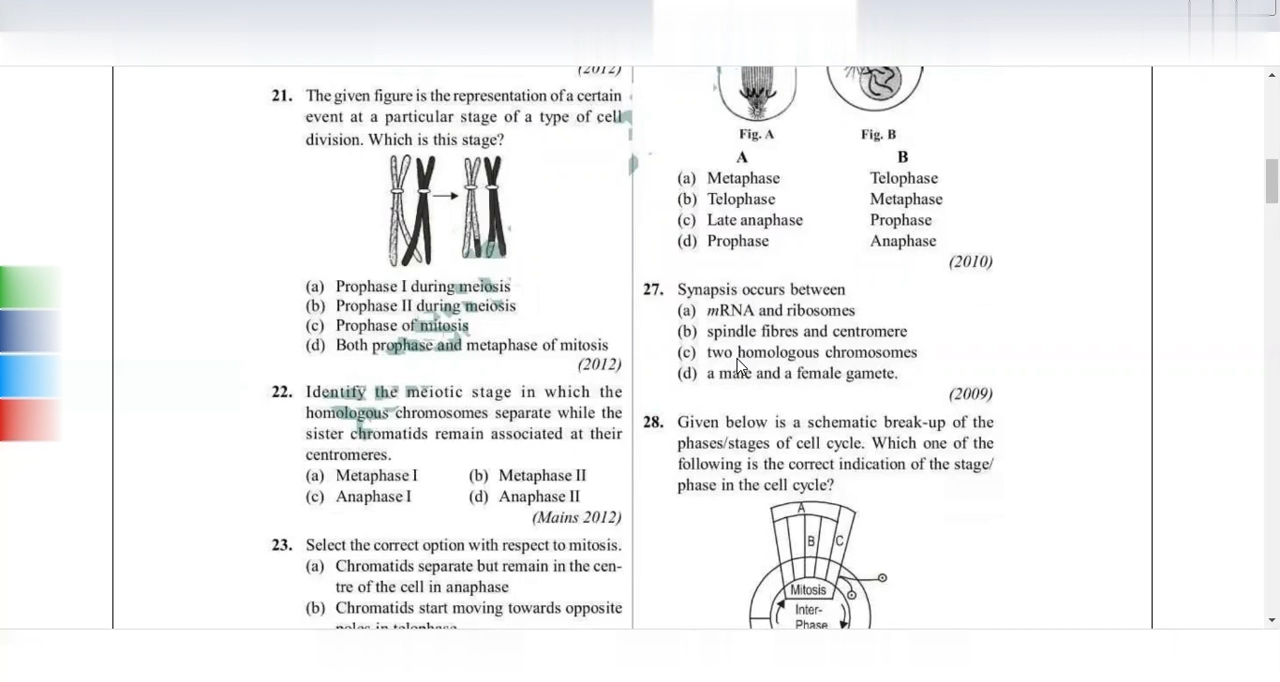 (2012)
21. The given figure is the representation of a certain
event at a particular stage of a type of cell
division. Which is this stage?
(a) Prophase I during meiosis
(b) Prophase II during meiosis
(c) Prophase of mitosis
(d) Both prophase and metaphase of mitosis
(2012)
22. Identify the meiotic stage in which the
homologous chromosomes separate while the
sister chromatids remain associated at their
centromeres.
(a) Metaphase I (b) Metaphase II
(c) Anaphase I (d) Anaphase II
(Mains 2012)
23. Select the correct option with respect to mitosis.
(a) Chromatids separate but remain in the cen-
tre of the cell in anaphase
(b) Chromatids start moving towards opposite
poles in telophase
Fig. A Fig. B
A B
(a) Metaphase Telophase
(b) Telophase Metaphase
(c) Late anaphase Prophase
(d) Prophase Anaphase
(2010)
27. Synapsis occurs between
(a) mRNA and ribosomes
(b) spindle fibres and centromere
(c) two homologous chromosomes
(d) a male and a female gamete.
(2009)
28. Given below is a schematic break-up of the
phases/stages of cell cycle. Which one of the
following is the correct indication of the stage/
phase in the cell cycle?
A
B C
Mitosis
Inter-
Phase